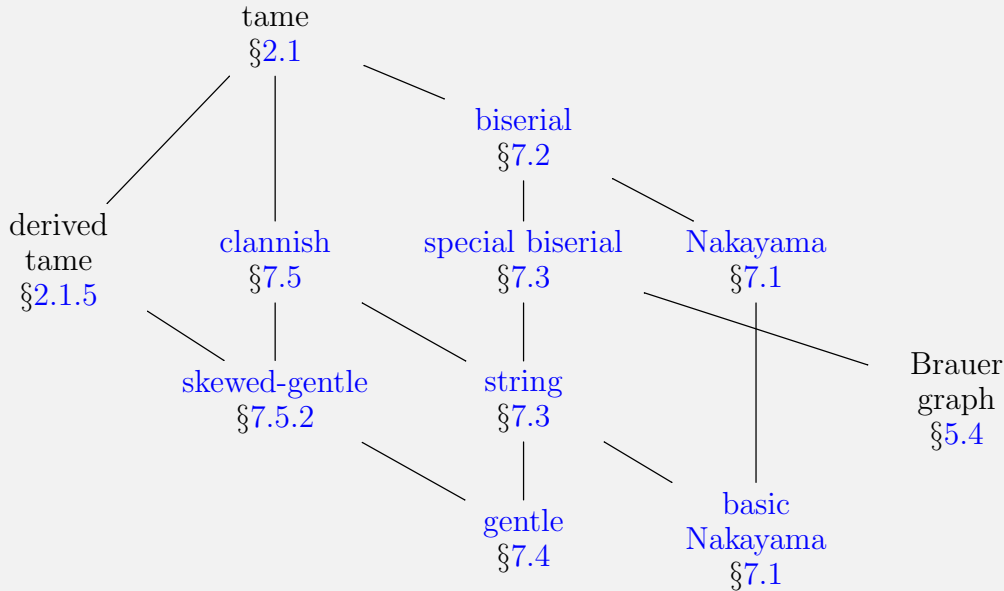 tame
§2.1
biserial
§7.2
derived
tame
§2.1.5
clannish
§7.5
special biserial
§7.3
Nakayama
§7.1
skewed-gentle
§7.5.2
string
§7.3
Brauer
graph
§5.4
gentle
§7.4
basic
Nakayama
§7.1